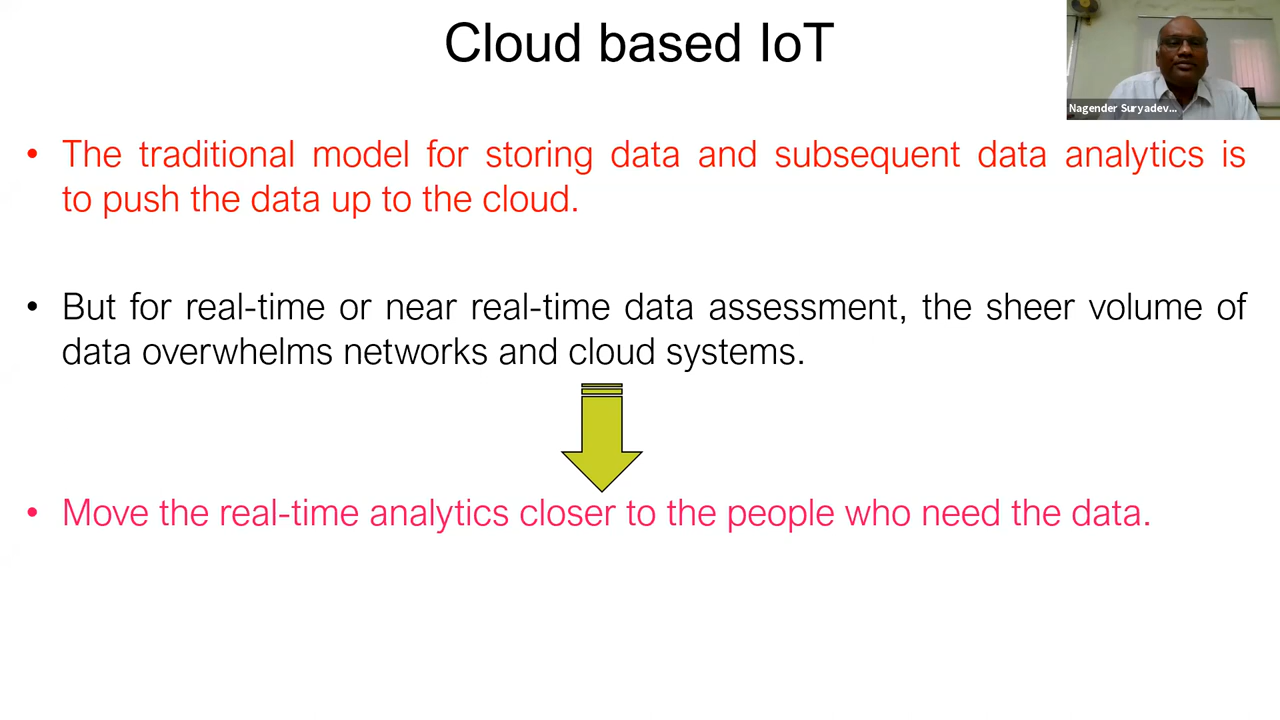 Cloud based IoT
Nagender Suryadev...
• The traditional model for storing data and subsequent data analytics is
to push the data up to the cloud.
• But for real-time or near real-time data assessment, the sheer volume of
data overwhelms networks and cloud systems.
• Move the real-time analytics closer to the people who need the data.